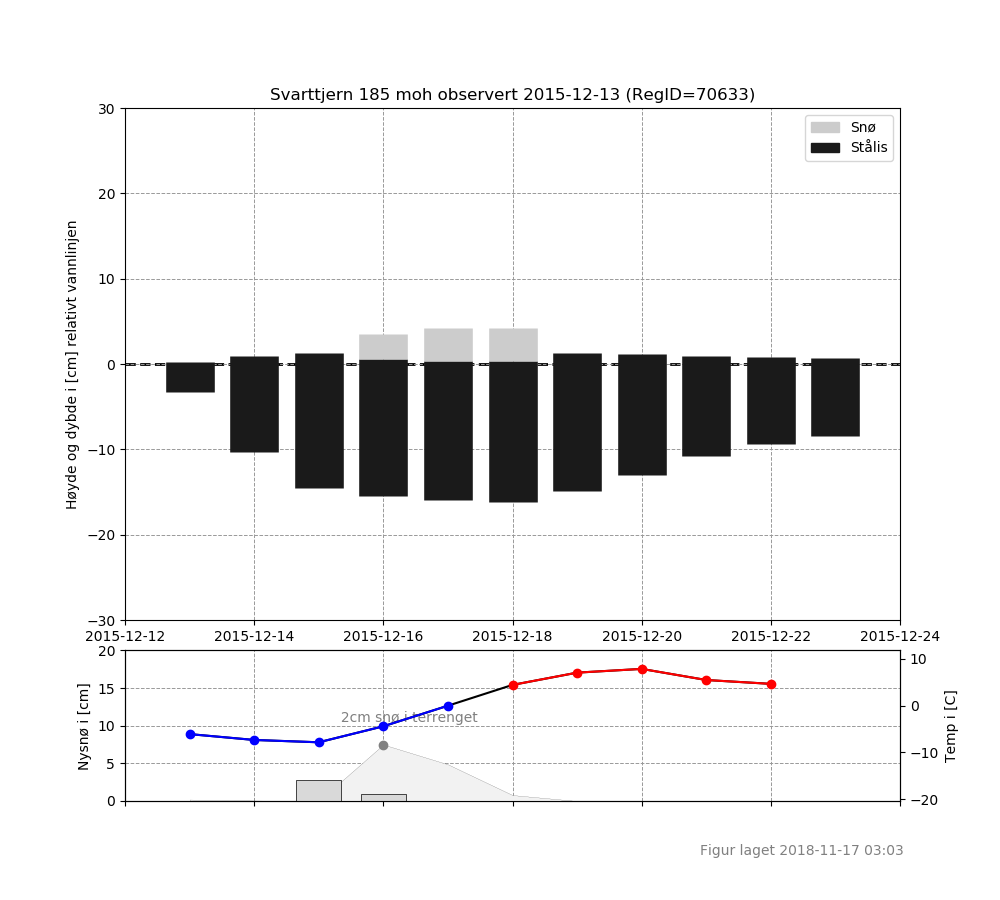 Svarttjern 185 moh observert 2015-12-13 (RegID=70633)
Snø
Stålis
Høyde og dybde i [cm] relativt vannlinjen
30
20
10
0
−10
−20
−30
2015-12-12 2015-12-14 2015-12-16 2015-12-18 2015-12-20 2015-12-22 2015-12-24
Nysnø i [cm]
20
15
10
5
0
2cm snø i terrenget
10
0
−10
−20
Temp i [C]
Figur laget 2018-11-17 03:03